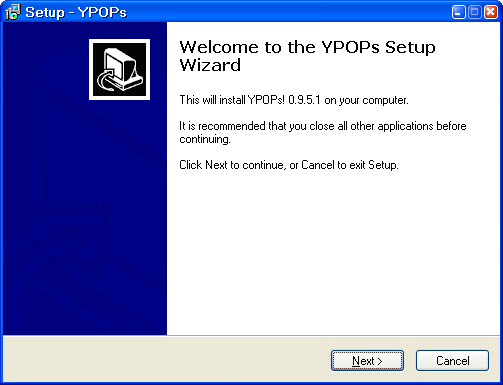 Setup - YPOPs
Welcome to the YPOPs Setup
Wizard
This will install YPOPs! 0.9.5.1 on your computer.
It is recommended that you close all other applications before
continuing.
Click Next to continue, or Cancel to exit Setup.
Next >
Cancel